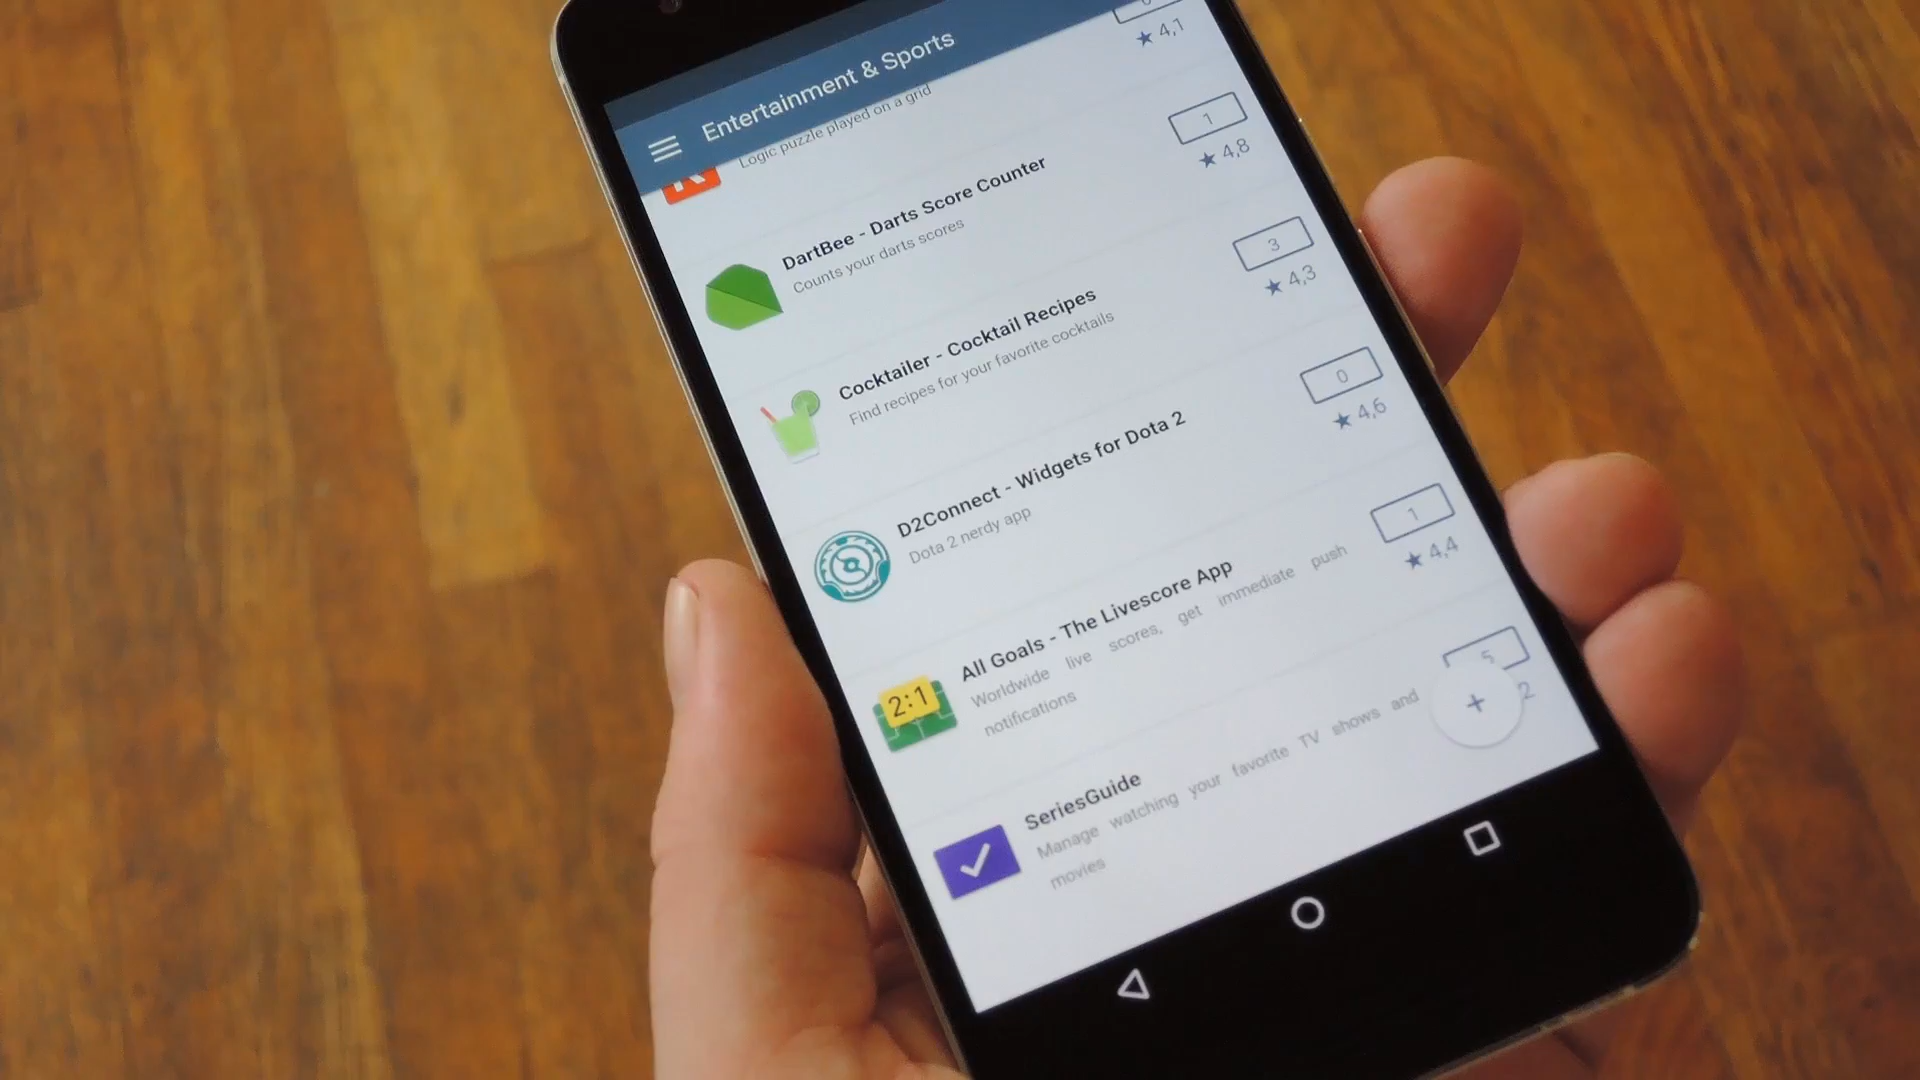 Entertainment & Sports
4,1
Logic puzzle played on a grid
DartBee - Darts Score Counter
Counts your darts scores
1
4,8
Cocktailer - Cocktail Recipes
Find recipes for your favorite cocktails
3
4,3
D2Connect - Widgets for Dota 2
Dota 2 nerdy app
0
4,6
All Goals - The Livescore App
Worldwide live scores, get immediate push
notifications
2:1
1
4,4
SeriesGuide
Manage watching your favorite TV shows and
movies
5
2
+